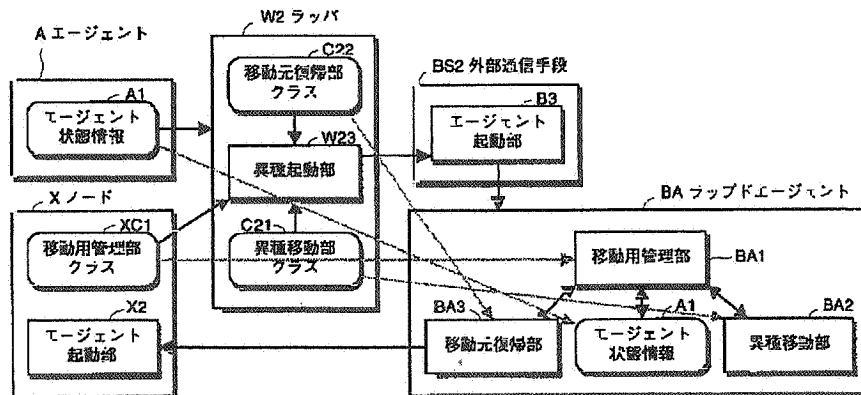 A エージェント
A1
エージェント
状態情報
W2 ラッパ
C22
移動元復帰部
クラス
W23
異種起動部
C21
異種移動部
クラス
BS2 外部通信手段
B3
エージェント
起動部
X ノード
XC1
移動用管理部
クラス
X2
エージェント
起動部
BA ラップドエージェント
移動用管理部
BA1
BA3
移動元復帰部
A1
エージェント
状態情報
BA2
異種移動部